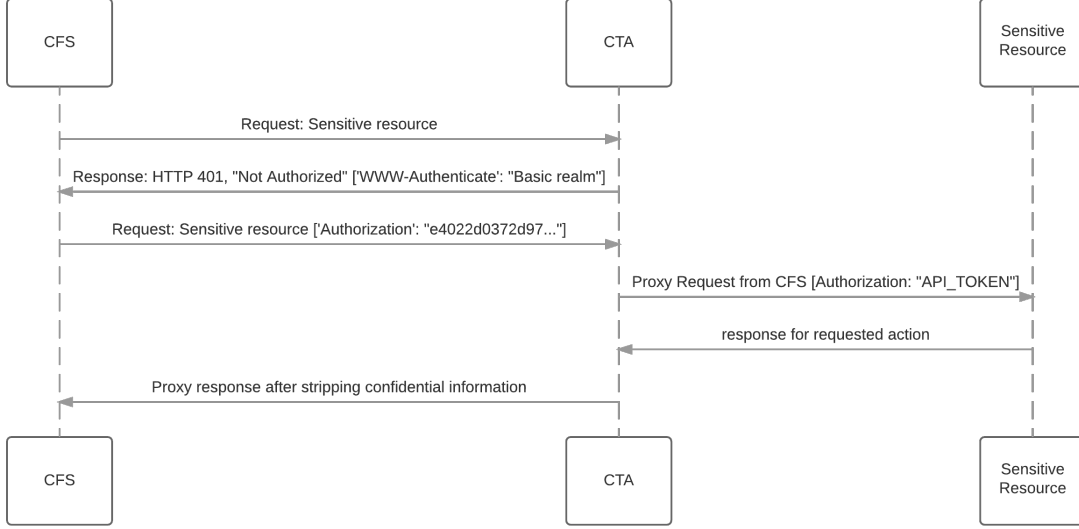 CFS
CTA
Sensitive
Resource
Request: Sensitive resource
Response: HTTP 401, "Not Authorized" ['WWW-Authenticate': "Basic realm"]
Request: Sensitive resource ['Authorization': "e4022d0372d97..."]
Proxy Request from CFS [Authorization: "API_TOKEN"]
response for requested action
Proxy response after stripping confidential information
CFS
CTA
Sensitive
Resource